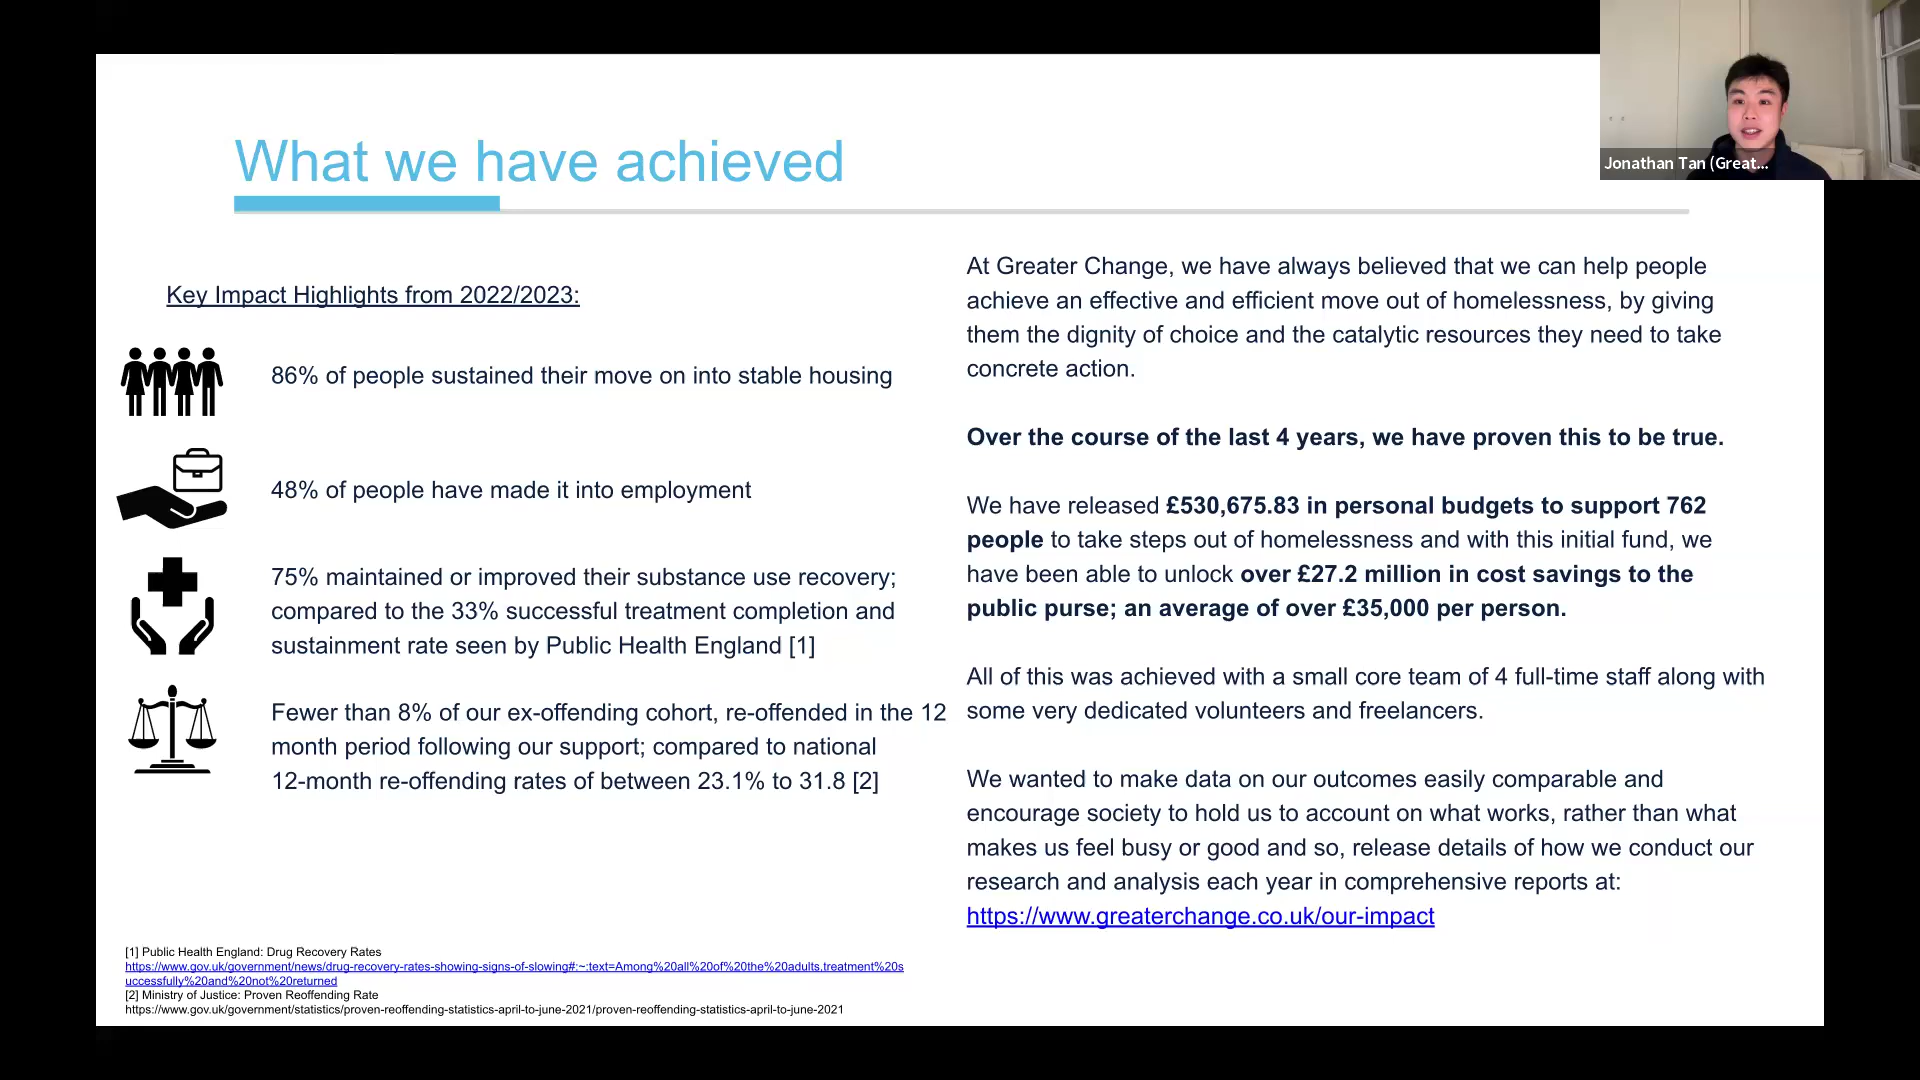 What we have achieved
Jonathan Tan (Great...
Key Impact Highlights from 2022/2023:
86% of people sustained their move on into stable housing
48% of people have made it into employment
75% maintained or improved their substance use recovery;
compared to the 33% successful treatment completion and
sustainment rate seen by Public Health England [1]
Fewer than 8% of our ex-offending cohort, re-offended in the 12
month period following our support; compared to national
12-month re-offending rates of between 23.1% to 31.8 [2]
At Greater Change, we have always believed that we can help people
achieve an effective and efficient move out of homelessness, by giving
them the dignity of choice and the catalytic resources they need to take
concrete action.
Over the course of the last 4 years, we have proven this to be true.
We have released £530,675.83 in personal budgets to support 762
people to take steps out of homelessness and with this initial fund, we
have been able to unlock over £27.2 million in cost savings to the
public purse; an average of over £35,000 per person.
All of this was achieved with a small core team of 4 full-time staff along with
some very dedicated volunteers and freelancers.
We wanted to make data on our outcomes easily comparable and
encourage society to hold us to account on what works, rather than what
makes us feel busy or good and so, release details of how we conduct our
research and analysis each year in comprehensive reports at:
https://www.greaterchange.co.uk/our-impact
[1] Public Health England: Drug Recovery Rates
https://www.gov.uk/government/news/drug-recovery-rates-showing-signs-of-slowing#:~:text=Among%20all%20of%20the%20adults,treatment%20s
uccessfully%20and%20not%20returned
[2] Ministry of Justice: Proven Reoffending Rate
https://www.gov.uk/government/statistics/proven-reoffending-statistics-april-to-june-2021/proven-reoffending-statistics-april-to-june-2021